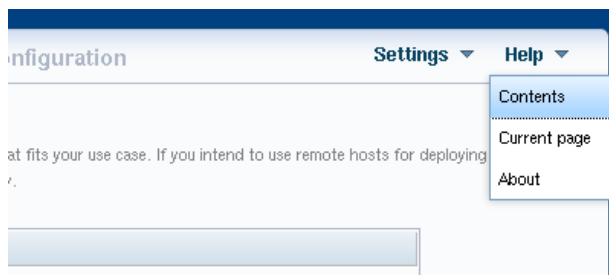 nfiguration Settings Help
Contents
Current page
at fits your use case. If you intend to use remote hosts for deploying
About